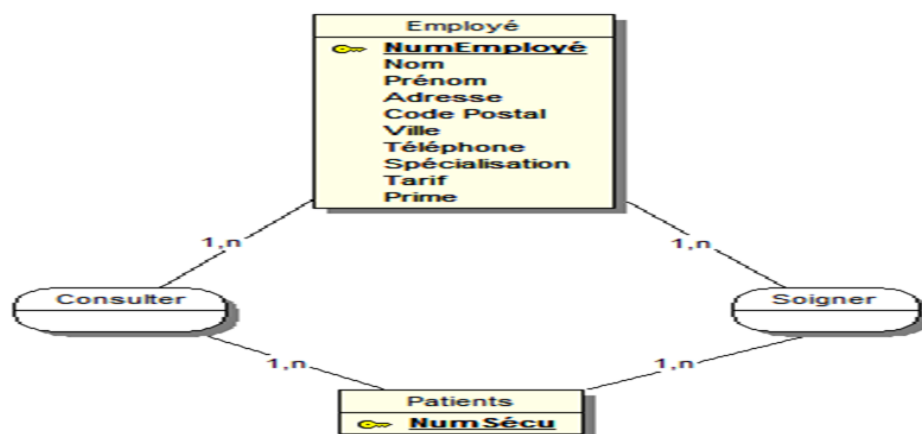 Employé
NumEmployé
Nom
Prénom
Adresse
Code Postal
Ville
Téléphone
Spécialisation
Tarif
Prime
1,n
1,n
Consulter
Soigner
1,n
1,n
Patients
NumSécu